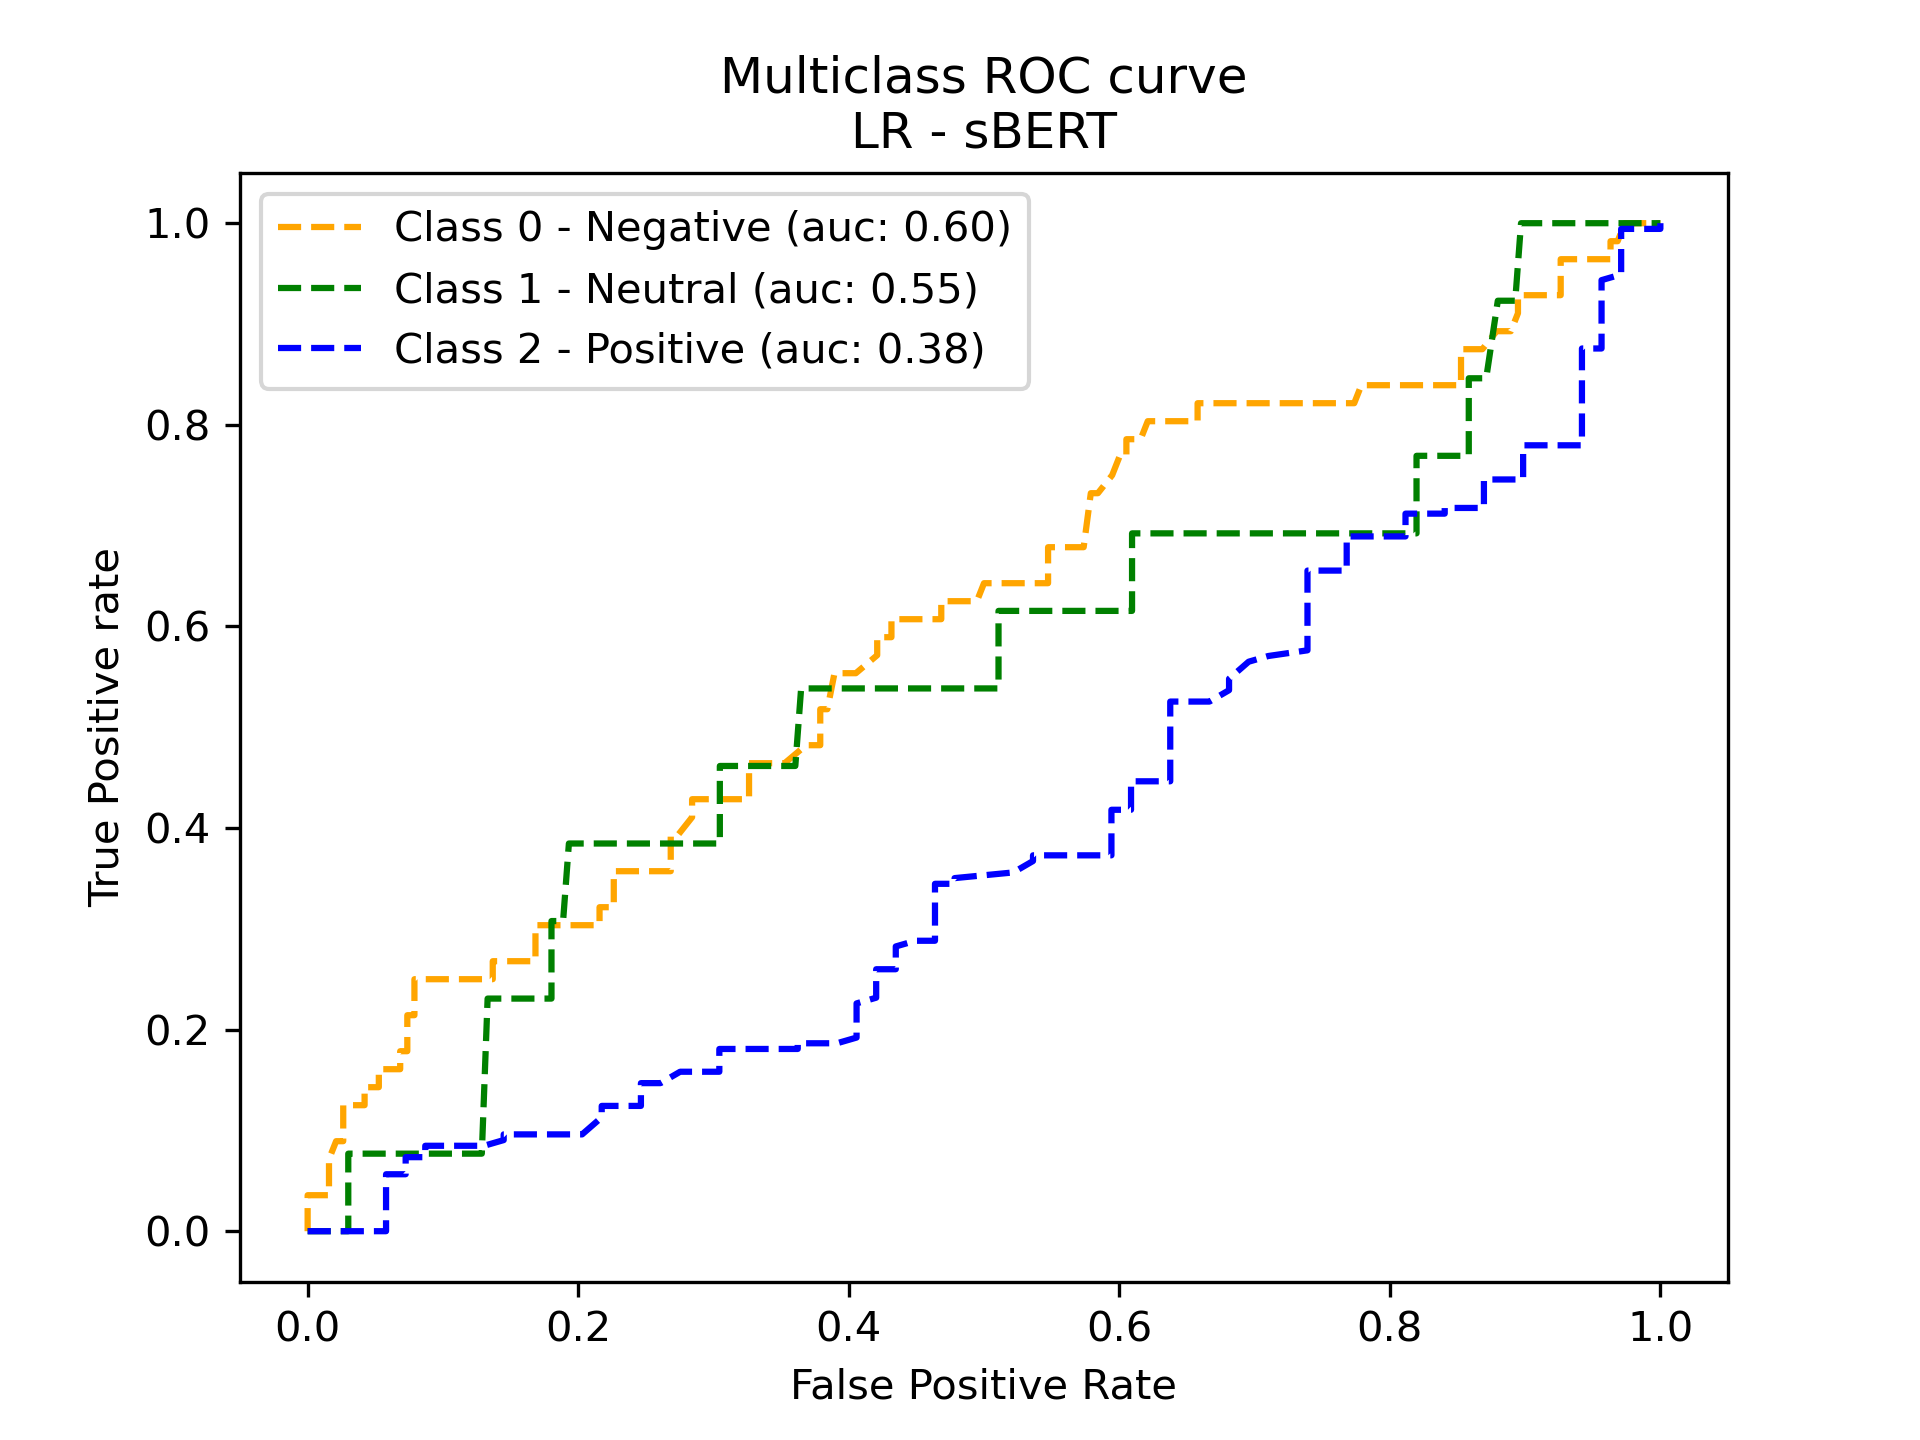 Multiclass ROC curve
LR - sBERT
Class 0 - Negative (auc: 0.60)
Class 1 - Neutral (auc: 0.55)
Class 2 - Positive (auc: 0.38)
True Positive rate
1.0
0.8
0.6
0.4
0.2
0.0
0.0 0.2 0.4 0.6 0.8 1.0
False Positive Rate